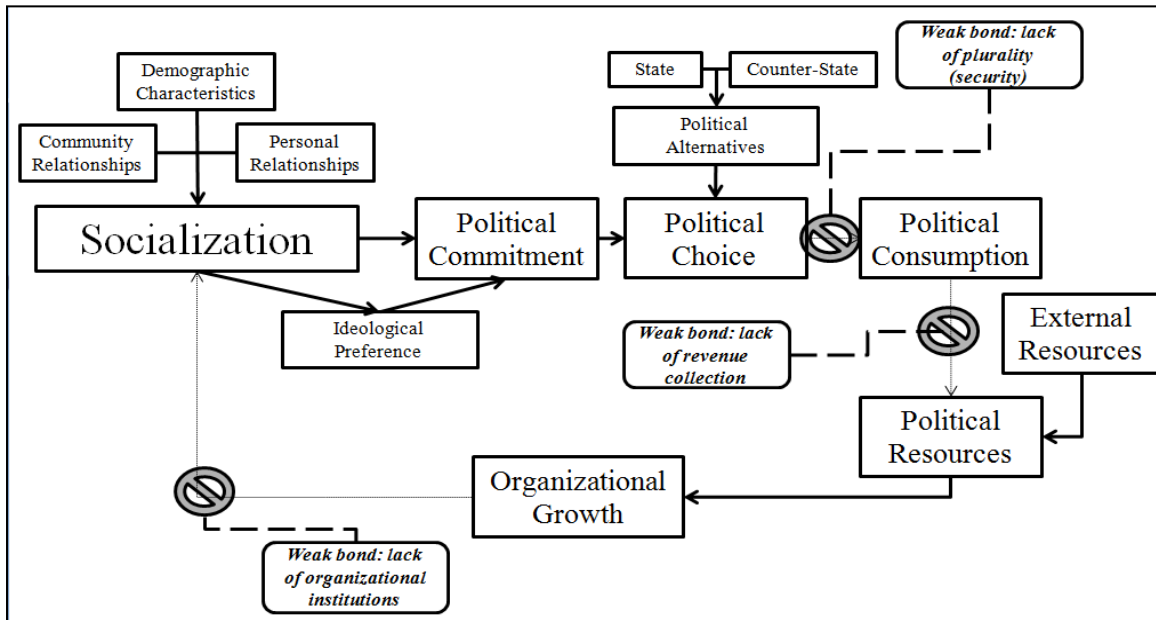 Demographic
Characteristics
Community
Relationships
Personal
Relationships
State
Counter-State
Weak bond: lack
of plurality
(security)
Political
Alternatives
Socialization
Political
Commitment
Political
Choice
Political
Consumption
Ideological
Preference
Weak bond: lack
of revenue
collection
External
Resources
Political
Resources
Organizational
Growth
Weak bond: lack
of organizational
institutions